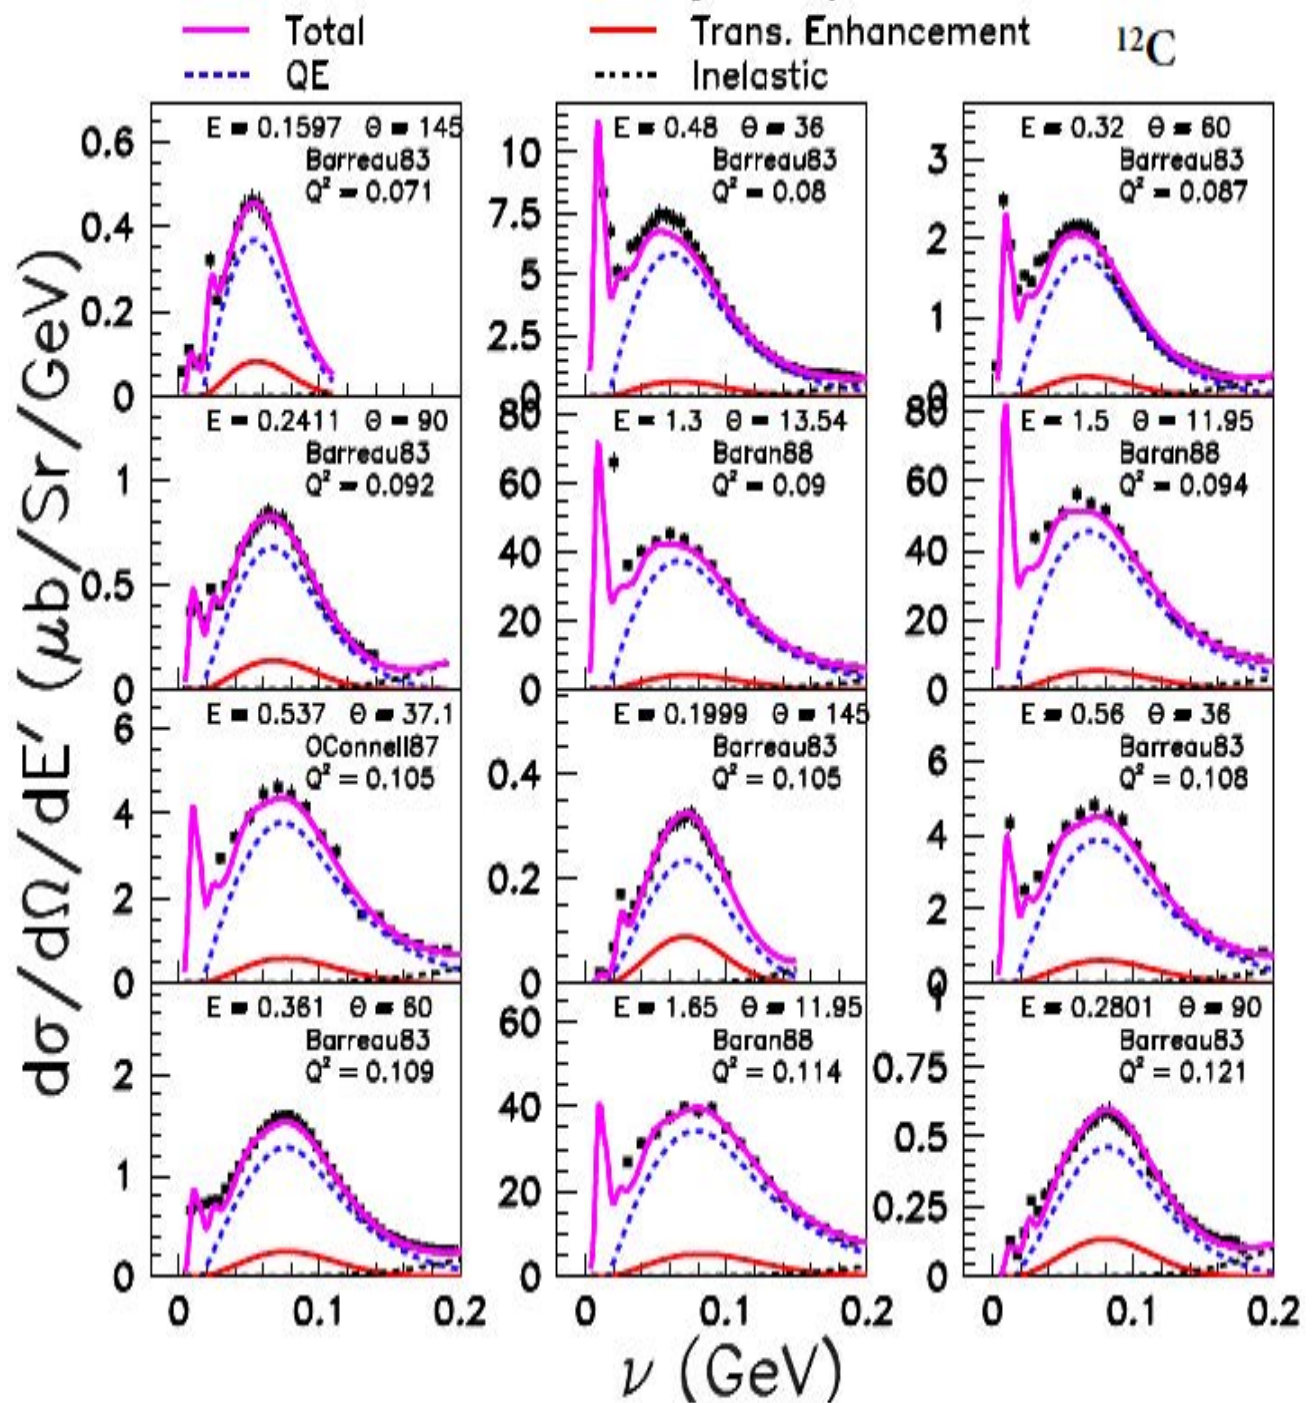 Total
Trans. Enhancement
¹²C
QE
Inelastic
dσ/dΩ/dE′ (μb/Sr/GeV)
E = 0.1597 Θ = 145
Barreau83
Q² = 0.071
0.6
0.4
0.2
0
E = 0.48 Θ = 36
Barreau83
Q² = 0.08
10
7.5
5
2.5
0
E = 0.32 Θ = 60
Barreau83
Q² = 0.087
3
2
1
0
E = 0.2411 Θ = 90
Barreau83
Q² = 0.092
1
0.5
0
E = 1.3 Θ = 13.54
Baran88
Q² = 0.09
80
60
40
20
0
E = 1.5 Θ = 11.95
Baran88
Q² = 0.094
80
60
40
20
0
E = 0.537 Θ = 37.1
OConnell87
Q² = 0.105
6
4
2
0
E = 0.1999 Θ = 145
Barreau83
Q² = 0.105
0.4
0.2
0
E = 0.56 Θ = 36
Barreau83
Q² = 0.108
6
4
2
0
E = 0.361 Θ = 60
Barreau83
Q² = 0.109
2
1
0
E = 1.65 Θ = 11.95
Baran88
Q² = 0.114
60
40
20
0
E = 0.2801 Θ = 90
Barreau83
Q² = 0.121
1
0.75
0.5
0.25
0
0 0.1 0.2
0 0.1 0.2
0 0.1 0.2
ν (GeV)